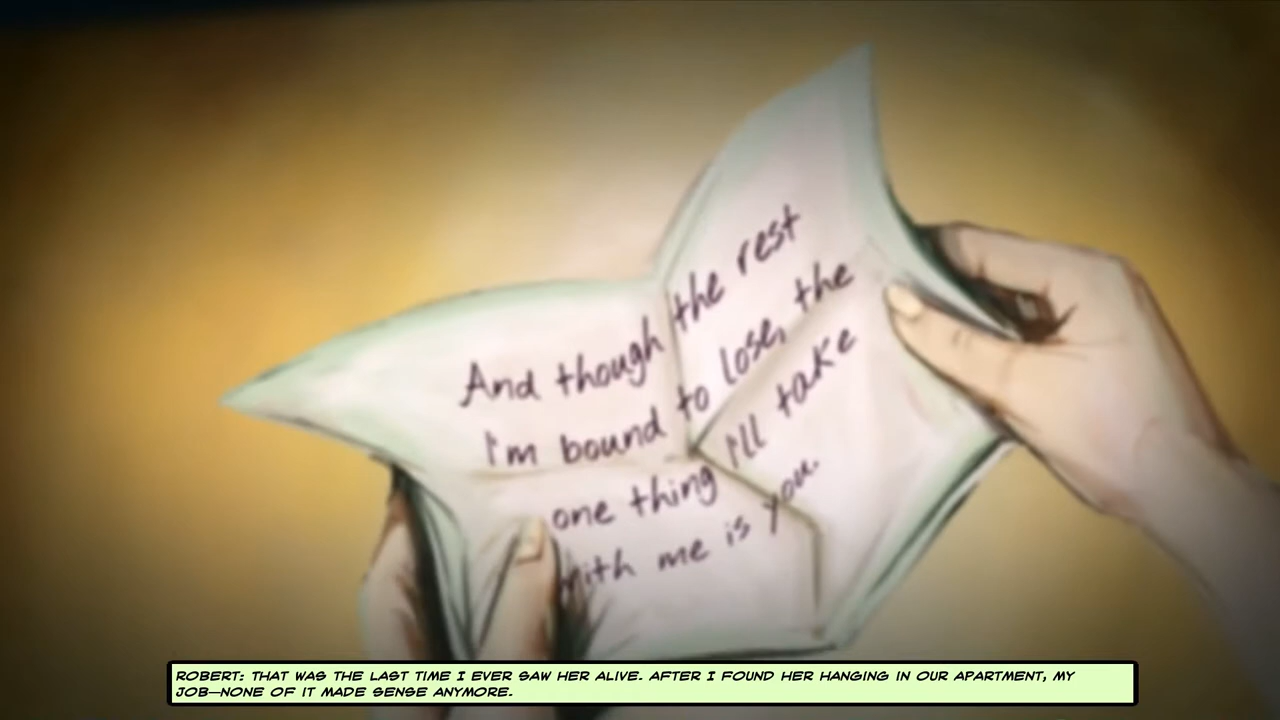 And though the rest
I'm bound to lose, the
one thing I'll take
with me is you.
ROBERT: THAT WAS THE LAST TIME I EVER SAW HER ALIVE. AFTER I FOUND HER HANGING IN OUR APARTMENT, MY
JOB—NONE OF IT MADE SENSE ANYMORE.